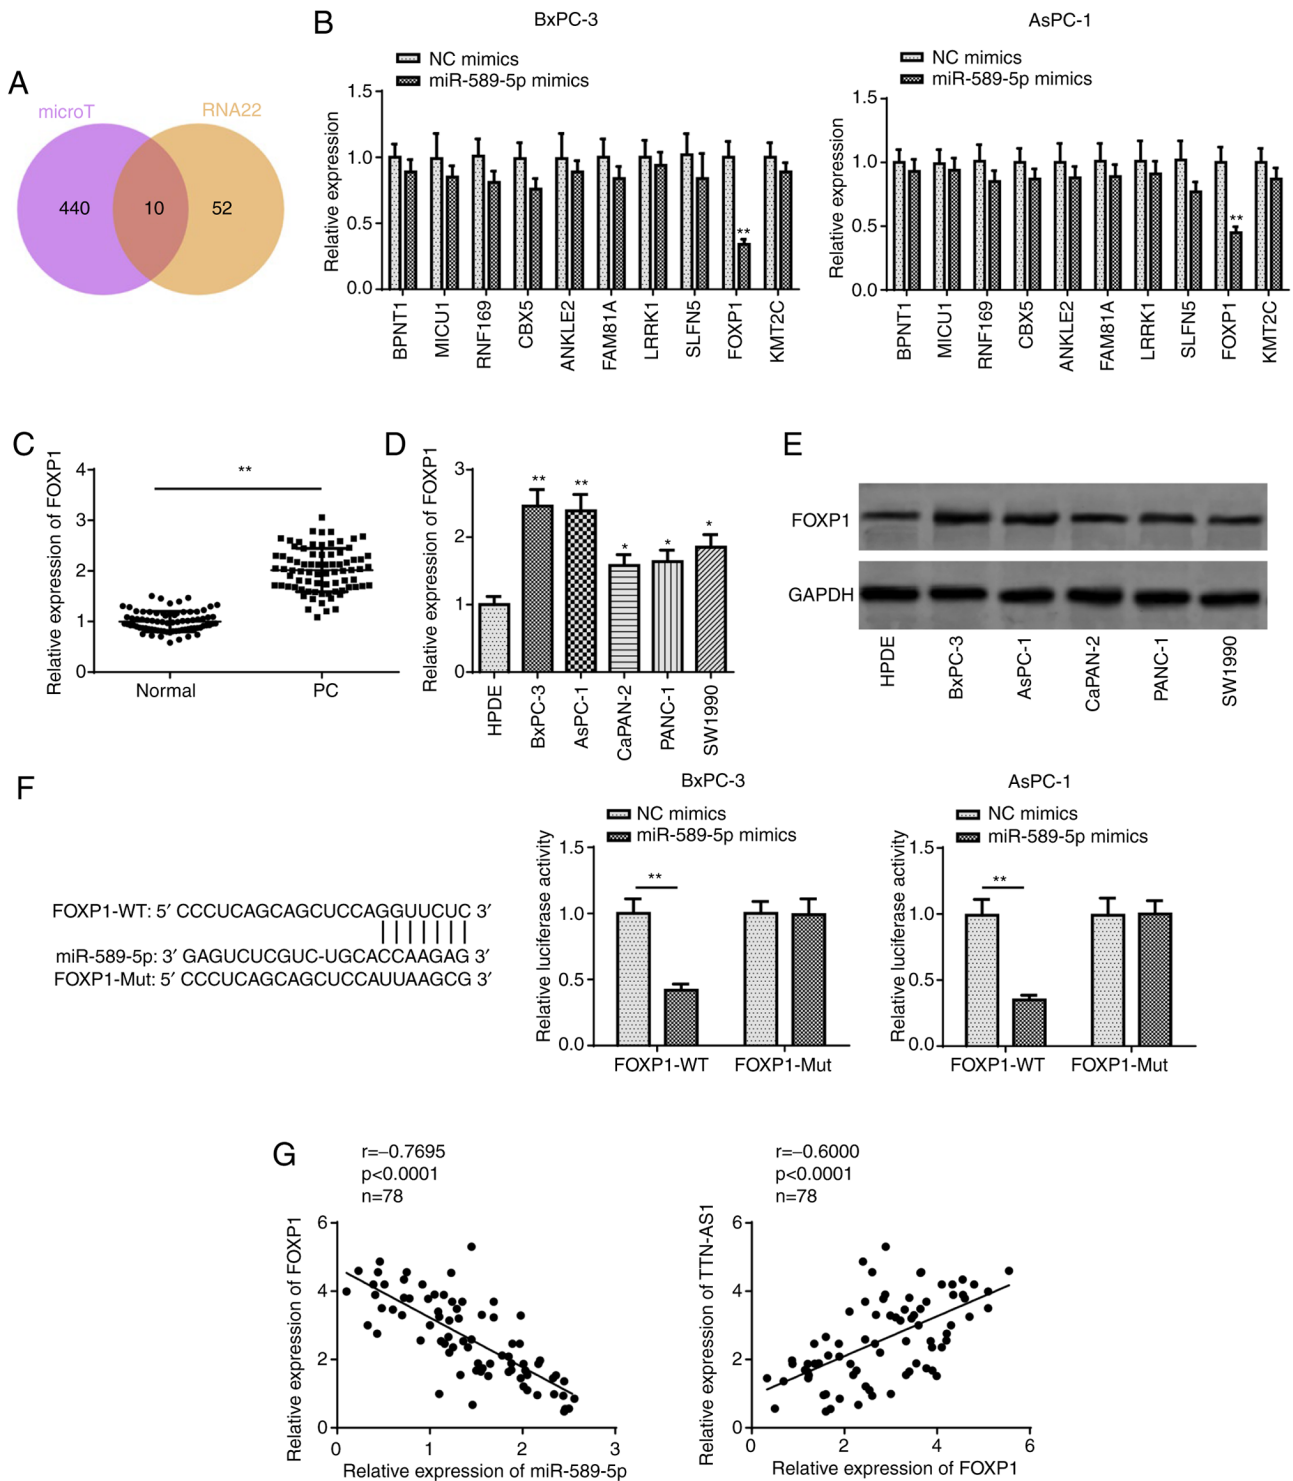 A
microT
RNA22
440
10
52
B
BxPC-3
NC mimics
miR-589-5p mimics
Relative expression
1.5
1.0
0.5
0.0
BPNT1
MICU1
RNF169
CBX5
ANKLE2
FAM81A
LRRK1
SLFN5
FOXP1
KMT2C
**
AsPC-1
NC mimics
miR-589-5p mimics
Relative expression
1.5
1.0
0.5
0.0
BPNT1
MICU1
RNF169
CBX5
ANKLE2
FAM81A
LRRK1
SLFN5
FOXP1
KMT2C
**
C
Relative expression of FOXP1
4
3
2
1
0
**
Normal
PC
D
Relative expression of FOXP1
3
2
1
0
**
**
*
*
*
HPDE
BxPC-3
AsPC-1
CaPAN-2
PANC-1
SW1990
E
FOXP1
GAPDH
HPDE
BxPC-3
AsPC-1
CaPAN-2
PANC-1
SW1990
F
FOXP1-WT: 5′ CCCUCAGCAGCUCCAGGUUCUC 3′
miR-589-5p: 3′ GAGUCUCGUC-UGCACCAAGAG 3′
FOXP1-Mut: 5′ CCCUCAGCAGCUCCAUUAAGCG 3′
BxPC-3
NC mimics
miR-589-5p mimics
Relative luciferase activity
1.5
1.0
0.5
0.0
**
FOXP1-WT
FOXP1-Mut
AsPC-1
NC mimics
miR-589-5p mimics
Relative luciferase activity
1.5
1.0
0.5
0.0
**
FOXP1-WT
FOXP1-Mut
G
r=−0.7695
p<0.0001
n=78
Relative expression of FOXP1
6
4
2
0
0
1
2
3
Relative expression of miR-589-5p
r=−0.6000
p<0.0001
n=78
Relative expression of TTN-AS1
6
4
2
0
0
2
4
6
Relative expression of FOXP1